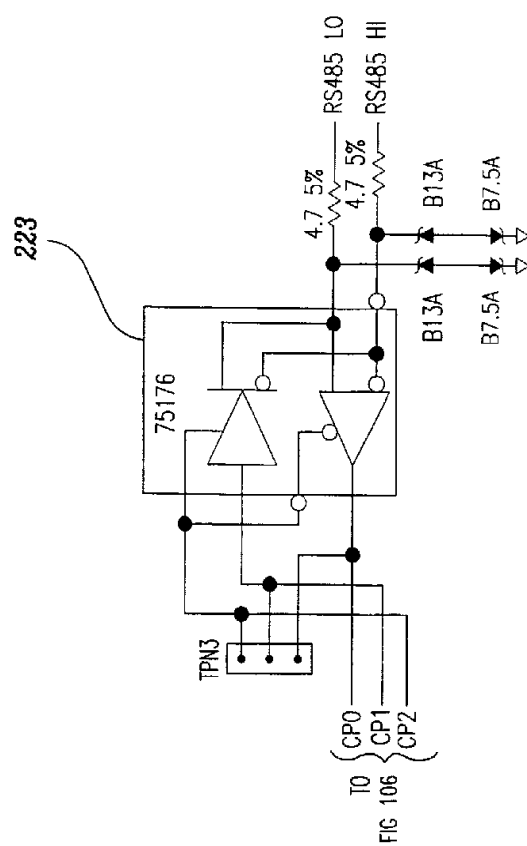 223
75176
4.7 5%
RS485 LO
4.7 5%
RS485 HI
B13A
B7.5A
B13A
B7.5A
TPN3
CP0
CP1
CP2
TO
FIG 106